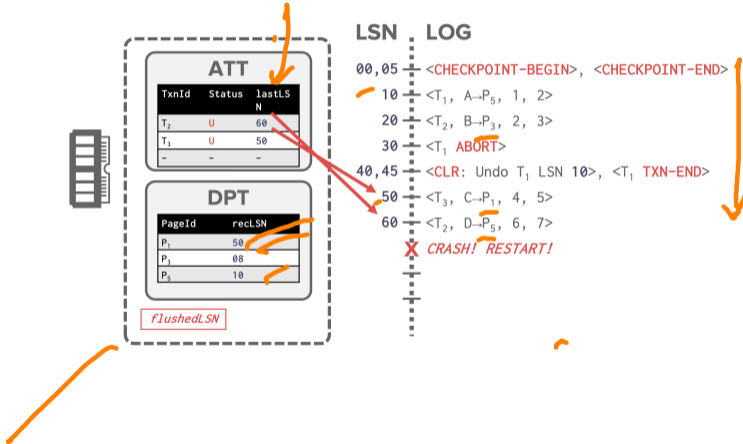 LSN LOG
ATT
00,05 <CHECKPOINT-BEGIN>, <CHECKPOINT-END>
TxnId Status lastLS
N
10 <T₁, A→P₅, 1, 2>
T₂ U 60
20 <T₂, B→P₃, 2, 3>
T₃ U 50
30 <T₁ ABORT>
- - -
40,45 <CLR: Undo T₁ LSN 10>, <T₁ TXN-END>
DPT
50 <T₃, C→P₁, 4, 5>
PageId recLSN
60 <T₂, D→P₅, 6, 7>
P₁ 50
X CRASH! RESTART!
P₃ 08
P₅ 10
flushedLSN